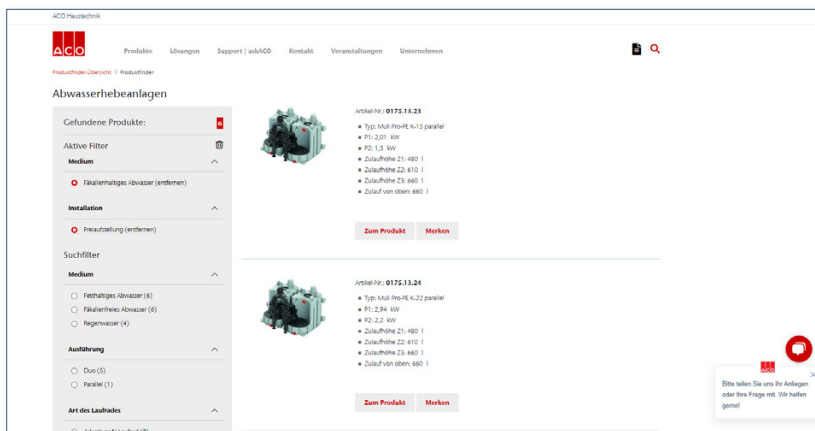 ACO Haustechnik
ACO
Produkte Lösungen Support | askACO Kontakt Veranstaltungen Unternehmen
Produktfinder-Übersicht > Produktfinder
Abwasserhebeanlagen
Gefundene Produkte: 6
Aktive Filter
Medium
Fäkalienhaltiges Abwasser (entfernen)
Installation
Freiaufstellung (entfernen)
Suchfilter
Medium
Fetthaltiges Abwasser (6)
Fäkalienfreies Abwasser (6)
Regenwasser (4)
Ausführung
Duo (5)
Parallel (1)
Art des Laufrades
Artikel-Nr.: 0175.13.23
Typ: Muli Pro-PE K-15 parallel
P1: 2,01 kW
P2: 1,5 kW
Zulaufhöhe Z1: 480 l
Zulaufhöhe Z2: 610 l
Zulaufhöhe Z3: 660 l
Zulauf von oben: 660 l
Zum Produkt Merken
Artikel-Nr.: 0175.13.24
Typ: Muli Pro-PE K-22 parallel
P1: 2,94 kW
P2: 2,2 kW
Zulaufhöhe Z1: 480 l
Zulaufhöhe Z2: 610 l
Zulaufhöhe Z3: 660 l
Zulauf von oben: 660 l
Zum Produkt Merken
Bitte teilen Sie uns Ihr Anliegen
oder Ihre Frage mit. Wir helfen
gerne!